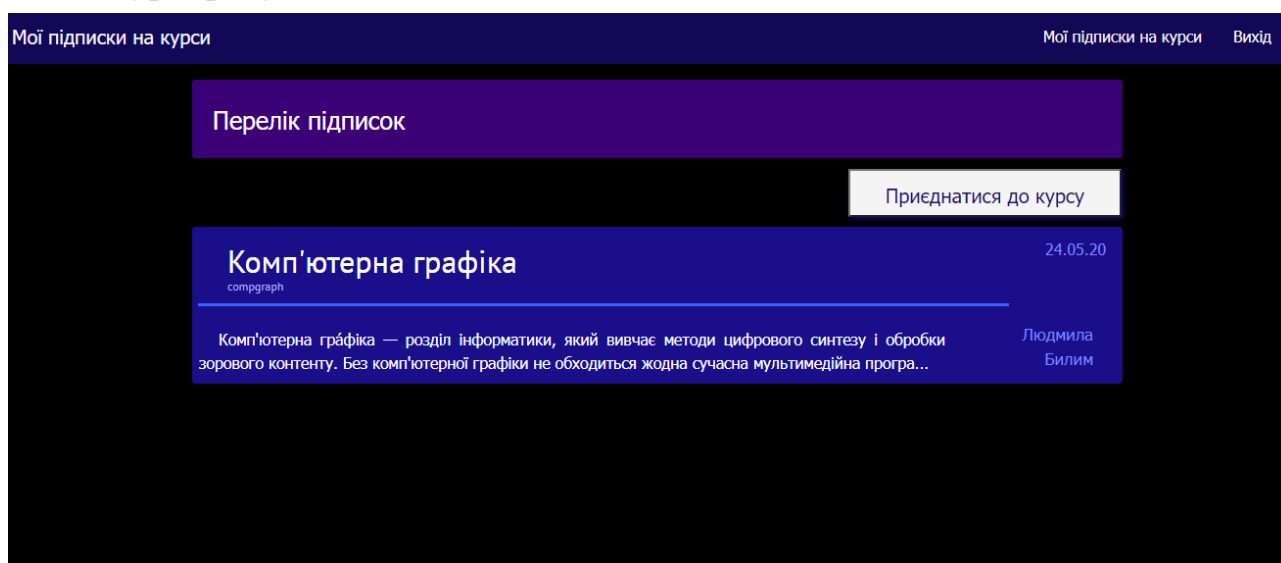 Мої підписки на курси
Мої підписки на курси Вихід
Перелік підписок
Приєднатися до курсу
Комп'ютерна графіка
compgraph
24.05.20
Комп'ютерна гра́фіка — розділ інформатики, який вивчає методи цифрового синтезу і обробки
зорового контенту. Без комп'ютерної графіки не обходиться жодна сучасна мультимедійна програ...
Людмила
Билим